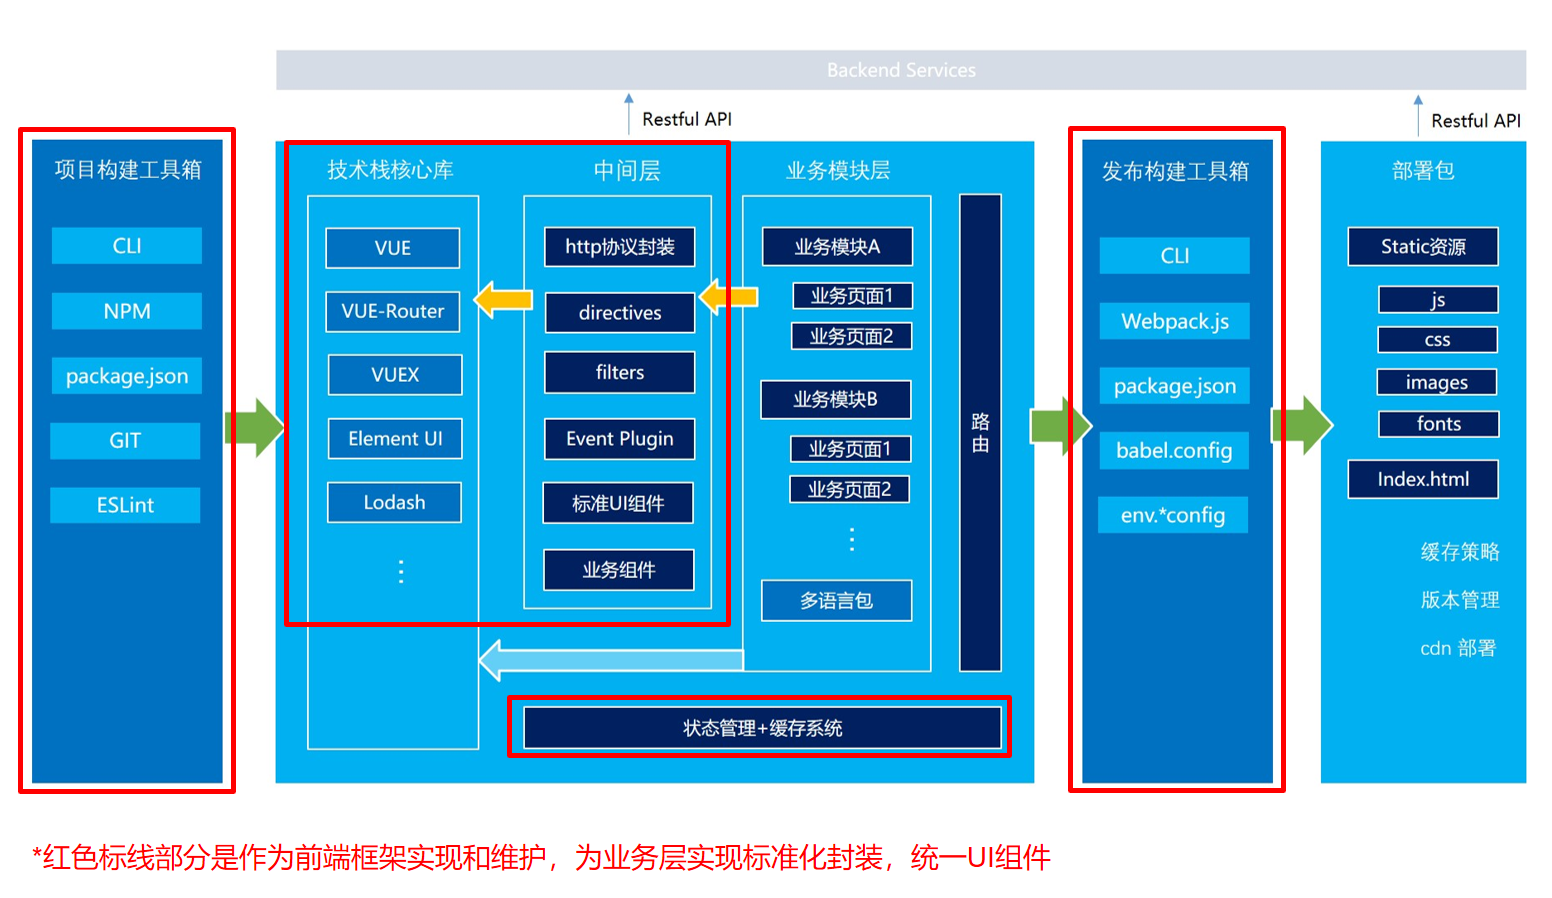 Backend Services
Restful API
Restful API
项目构建工具箱
CLI
NPM
package.json
GIT
ESLint
技术栈核心库
VUE
VUE-Router
VUEX
Element UI
Lodash
⋮
中间层
http协议封装
directives
filters
Event Plugin
标准UI组件
业务组件
业务模块层
业务模块A
业务页面1
业务页面2
业务模块B
业务页面1
业务页面2
⋮
多语言包
路由
状态管理+缓存系统
发布构建工具箱
CLI
Webpack.js
package.json
babel.config
env.*config
部署包
Static资源
js
css
images
fonts
Index.html
缓存策略
版本管理
cdn 部署
*红色标线部分是作为前端框架实现和维护，为业务层实现标准化封装，统一UI组件